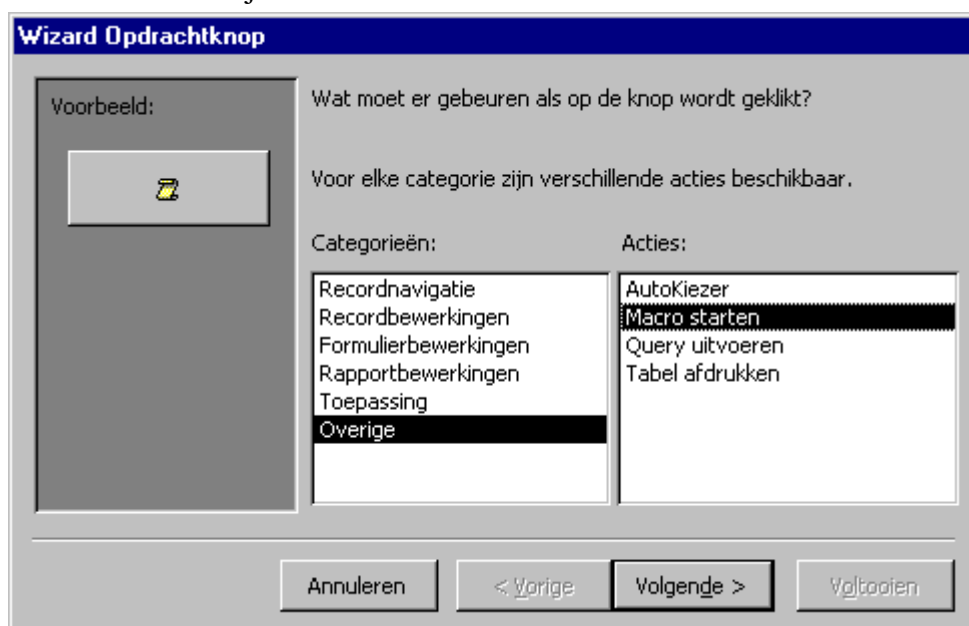 Wizard Opdrachtknop
Voorbeeld:
Wat moet er gebeuren als op de knop wordt geklikt?
Voor elke categorie zijn verschillende acties beschikbaar.
Categorieën:
Recordnavigatie
Recordbewerkingen
Formulierbewerkingen
Rapportbewerkingen
Toepassing
Overige
Acties:
AutoKiezer
Macro starten
Query uitvoeren
Tabel afdrukken
Annuleren
< Vorige
Volgende >
Voltooien